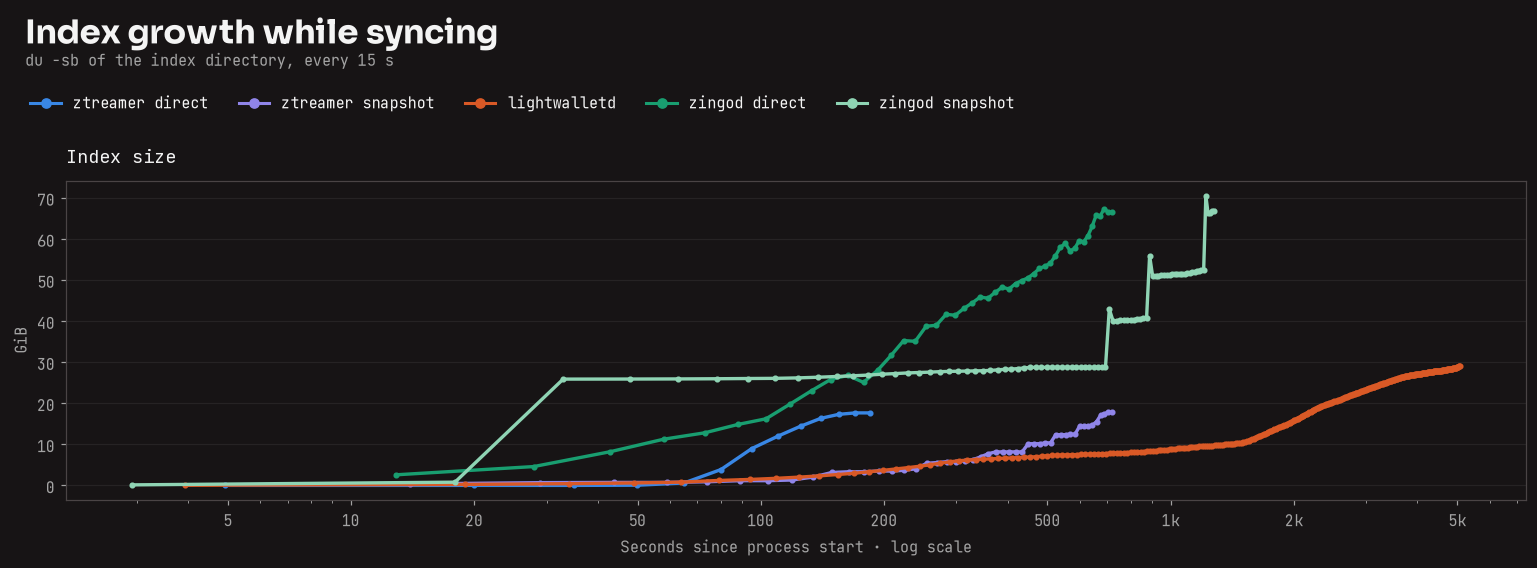 Index growth while syncing
du -sb of the index directory, every 15 s
ztreamer direct ztreamer snapshot lightwalletd zingod direct zingod snapshot
Index size
70
60
50
40
30
20
10
0
GiB
5 10 20 50 100 200 500 1k 2k 5k
Seconds since process start · log scale